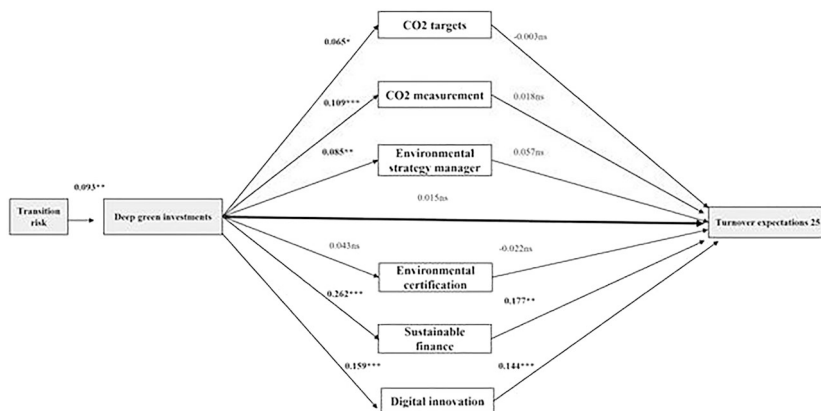 CO2 targets
0.065*
-0.003ns
0.109***
CO2 measurement
0.018ns
0.085**
Environmental
strategy manager
0.057ns
0.093**
0.015ns
Transition
risk
Deep green investments
Turnover expectations 25
0.043ns
-0.022ns
Environmental
certification
0.262***
0.177**
Sustainable
finance
0.159***
0.144***
Digital innovation